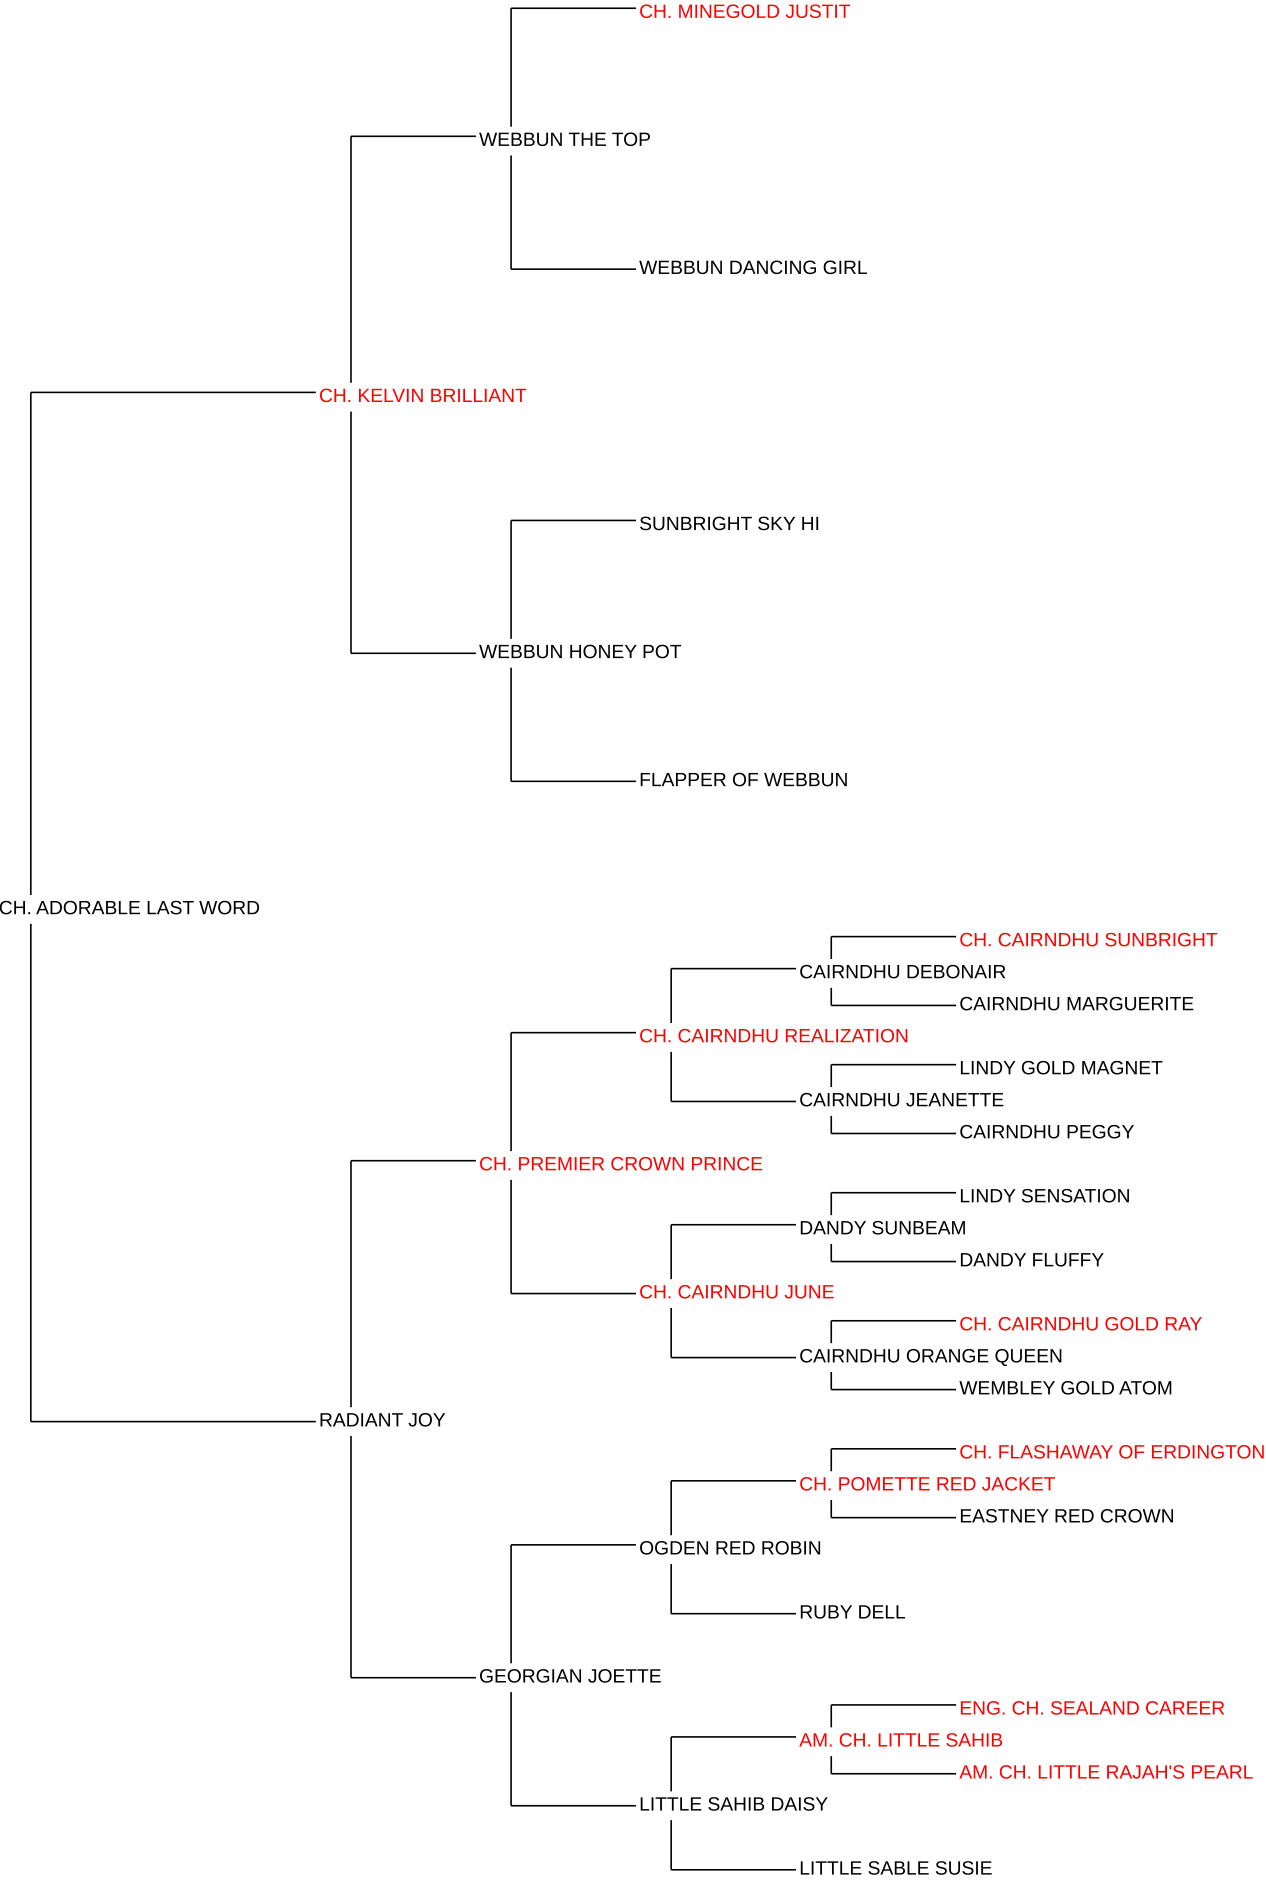 CH. MINEGOLD JUSTIT
WEBBUN THE TOP
WEBBUN DANCING GIRL
CH. KELVIN BRILLIANT
SUNBRIGHT SKY HI
WEBBUN HONEY POT
FLAPPER OF WEBBUN
CH. ADORABLE LAST WORD
CH. CAIRNDHU SUNBRIGHT
CAIRNDHU DEBONAIR
CAIRNDHU MARGUERITE
CH. CAIRNDHU REALIZATION
LINDY GOLD MAGNET
CAIRNDHU JEANETTE
CAIRNDHU PEGGY
CH. PREMIER CROWN PRINCE
LINDY SENSATION
DANDY SUNBEAM
DANDY FLUFFY
CH. CAIRNDHU JUNE
CH. CAIRNDHU GOLD RAY
CAIRNDHU ORANGE QUEEN
WEMBLEY GOLD ATOM
RADIANT JOY
CH. FLASHAWAY OF ERDINGTON
CH. POMETTE RED JACKET
EASTNEY RED CROWN
OGDEN RED ROBIN
RUBY DELL
GEORGIAN JOETTE
ENG. CH. SEALAND CAREER
AM. CH. LITTLE SAHIB
AM. CH. LITTLE RAJAH'S PEARL
LITTLE SAHIB DAISY
LITTLE SABLE SUSIE